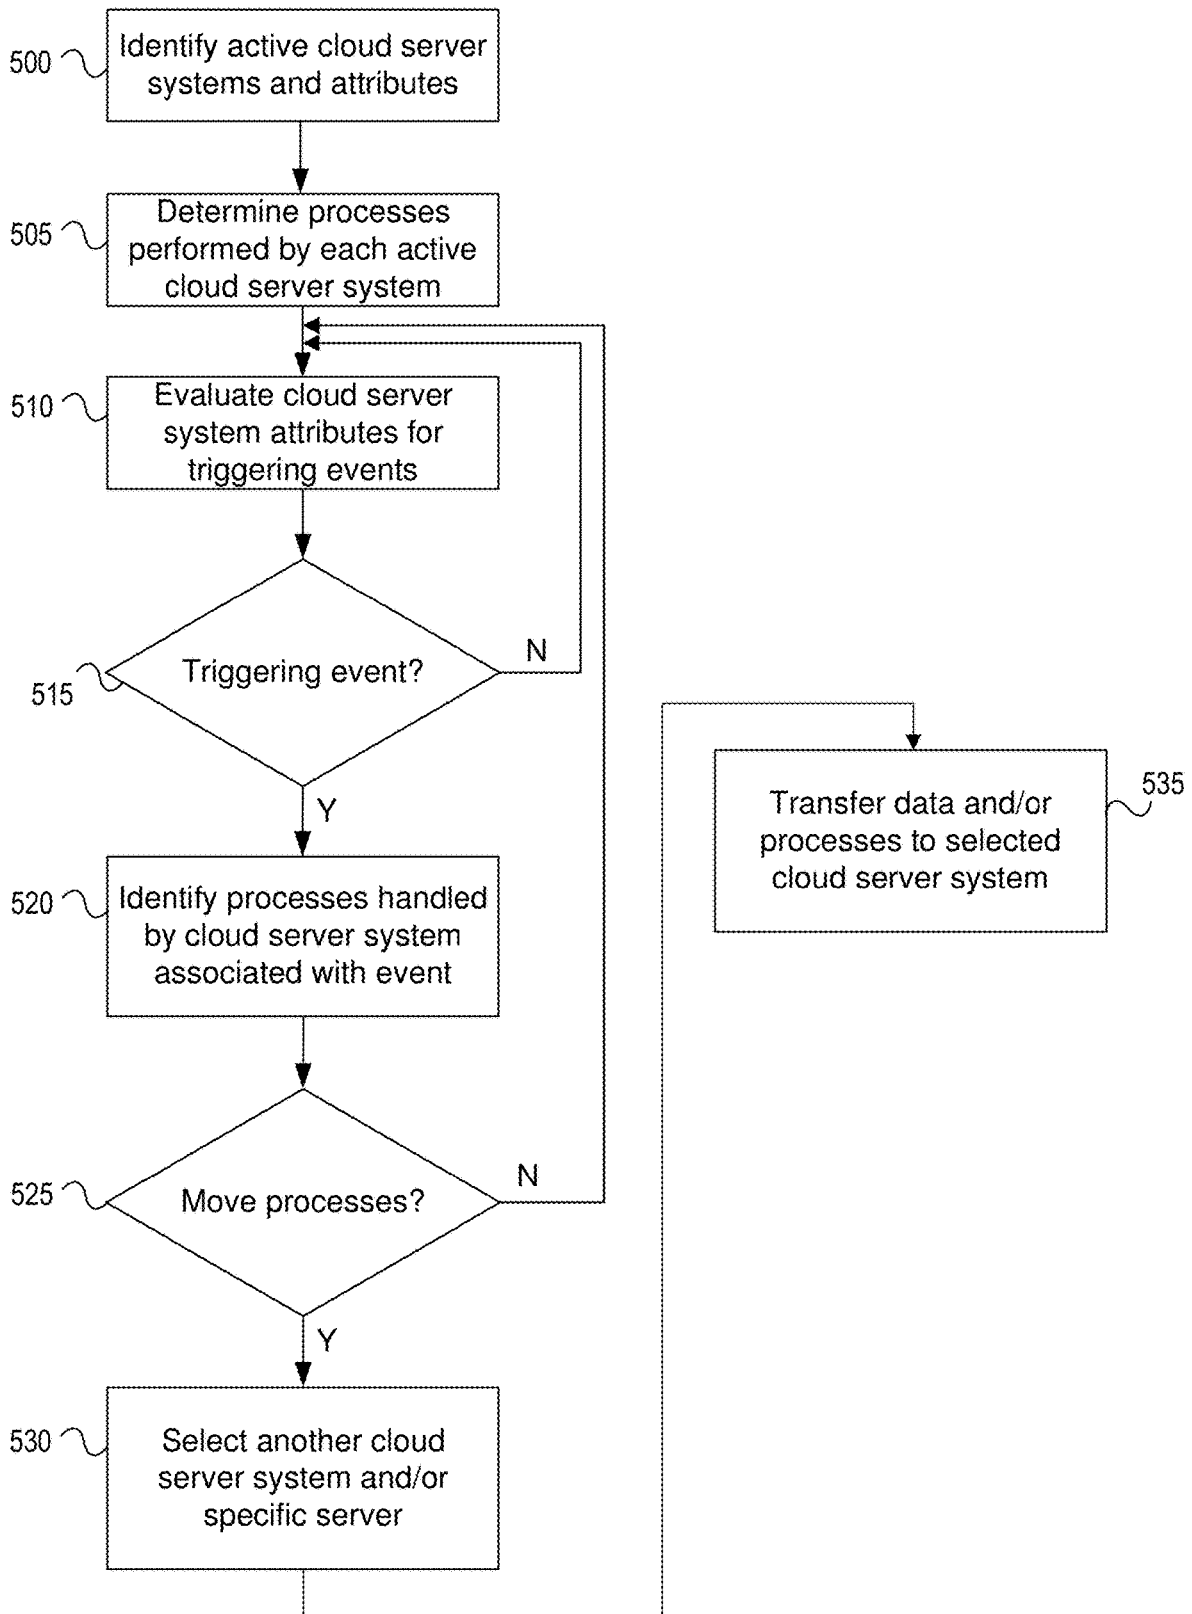 500
Identify active cloud server
systems and attributes
505
Determine processes
performed by each active
cloud server system
510
Evaluate cloud server
system attributes for
triggering events
515
Triggering event?
N
Y
520
Identify processes handled
by cloud server system
associated with event
525
Move processes?
N
Y
530
Select another cloud
server system and/or
specific server
535
Transfer data and/or
processes to selected
cloud server system